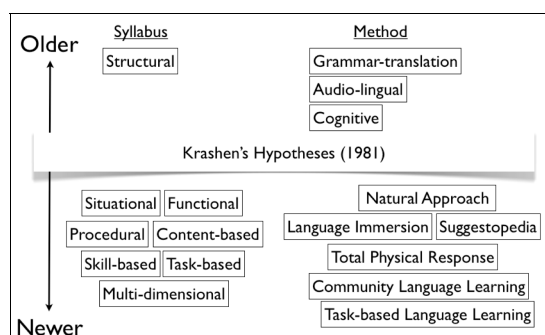 Syllabus Method
Older
Structural Grammar-translation
Audio-lingual
Cognitive
Krashen's Hypotheses (1981)
Situational Functional Natural Approach
Procedural Content-based Language Immersion Suggestopedia
Skill-based Task-based Total Physical Response
Multi-dimensional Community Language Learning
Task-based Language Learning
Newer